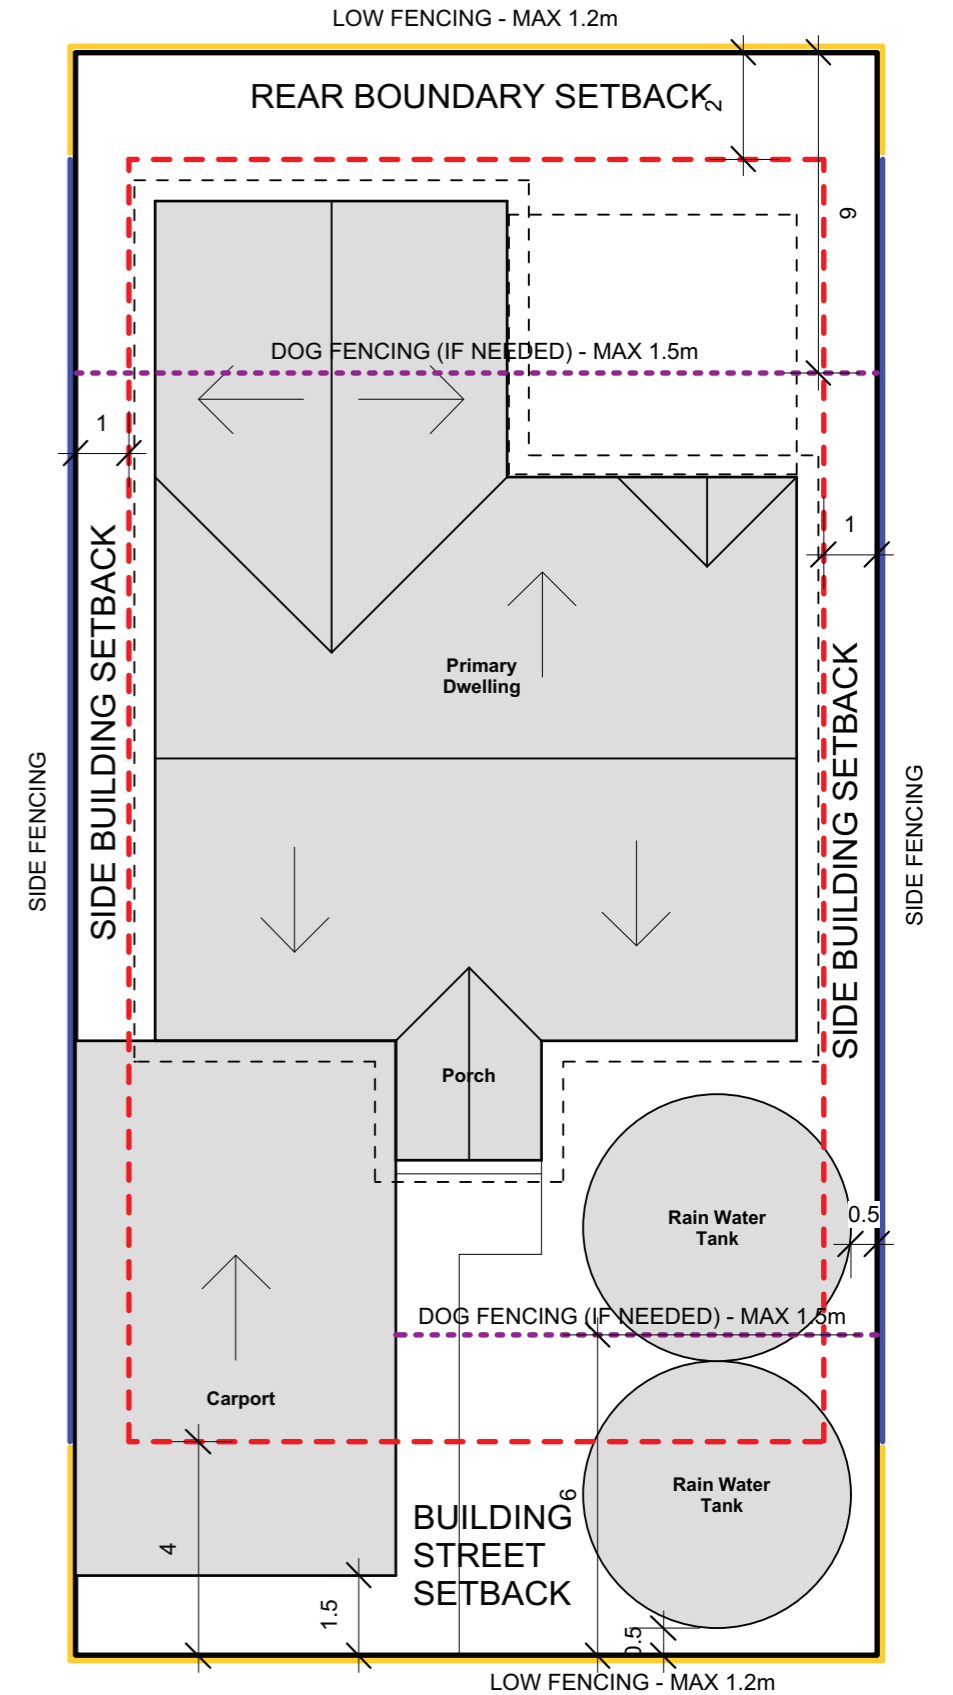 LOW FENCING - MAX 1.2m
REAR BOUNDARY SETBACK
2
6
DOG FENCING (IF NEEDED) - MAX 1.5m
1
1
SIDE BUILDING SETBACK
SIDE FENCING
Primary
Dwelling
SIDE BUILDING SETBACK
SIDE FENCING
Porch
Rain Water
Tank
0.5
DOG FENCING (IF NEEDED) - MAX 1.5m
Carport
Rain Water
Tank
6
BUILDING
STREET
SETBACK
4
1.5
0.5
LOW FENCING - MAX 1.2m